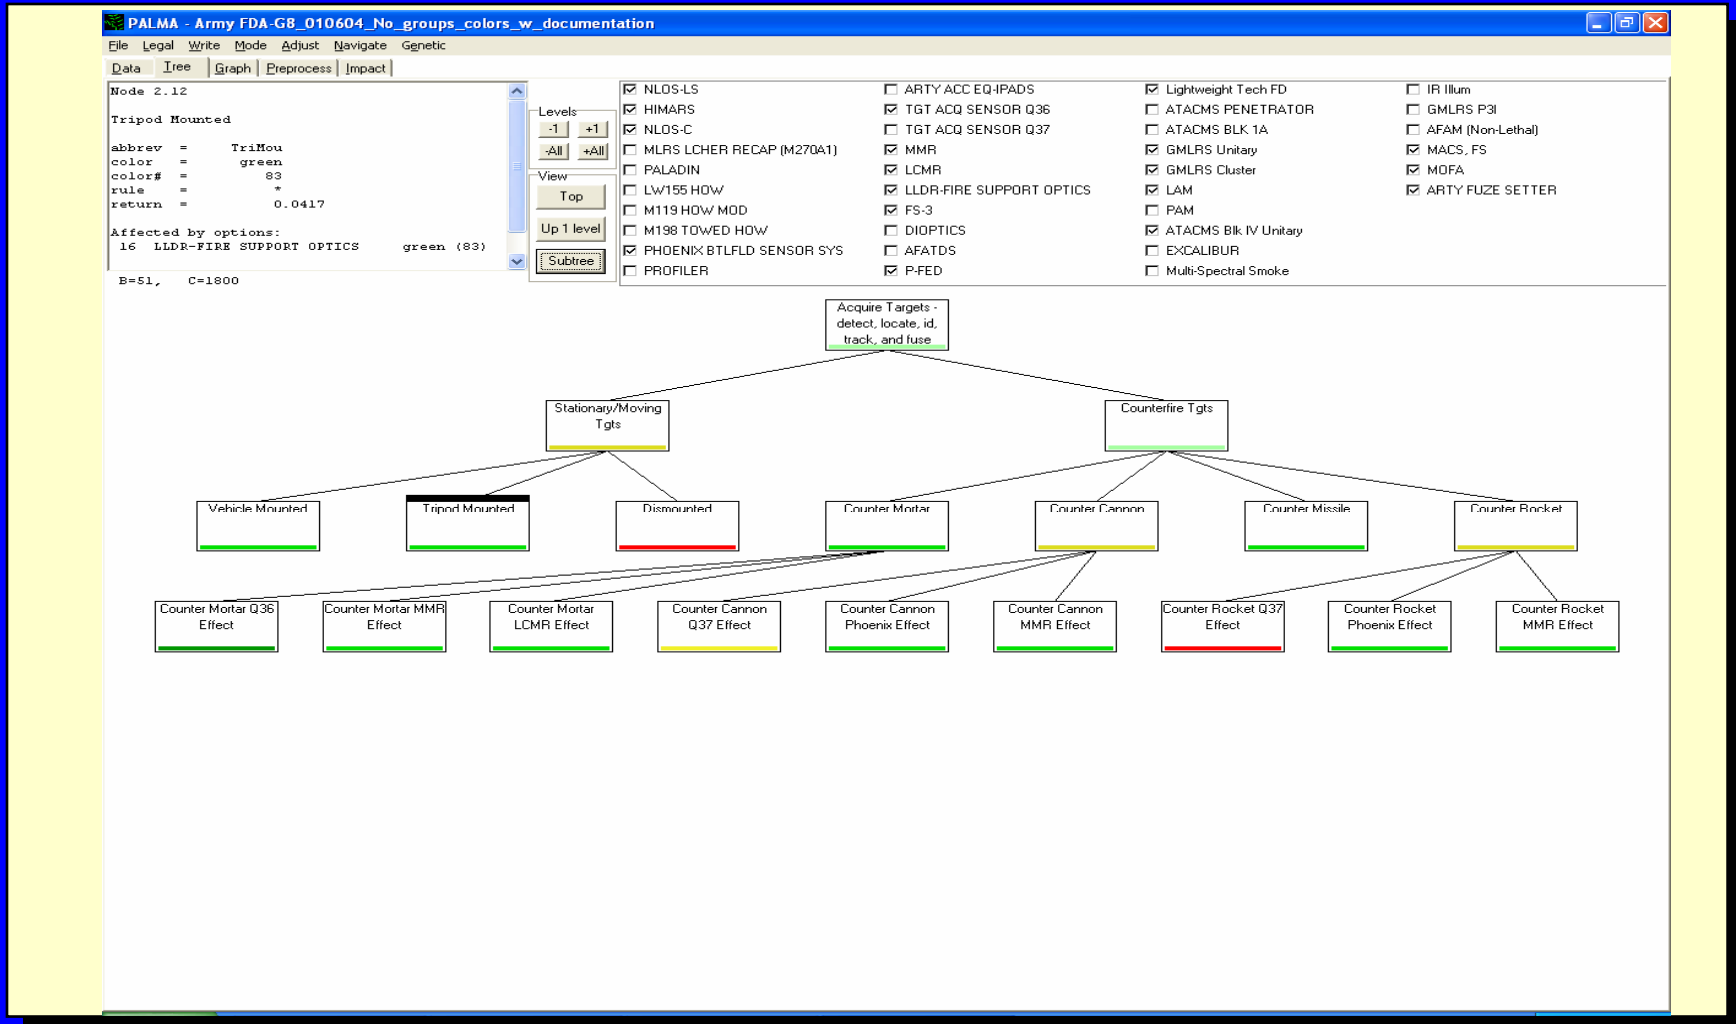 PALMA - Army FDA-G8_010604_No_groups_colors_w_documentation
File Legal Write Mode Adjust Navigate Genetic
Data Tree Graph Preprocess Impact
Node 2.12
Tripod Mounted
abbrev = TriMou
color = green
color# = 83
rule = *
return = 0.0417
Affected by options:
16 LLDR-FIRE SUPPORT OPTICS green (83)
B=51, C=1800
Levels
-1 +1
-All +All
View
Top
Up 1 level
Subtree
NLOS-LS
HIMARS
NLOS-C
MLRS LCHER RECAP (M270A1)
PALADIN
LW155 HOW
M119 HOW MOD
M198 TOWED HOW
PHOENIX BTLFLD SENSOR SYS
PROFILER
ARTY ACC EQ-IPADS
TGT ACQ SENSOR Q36
TGT ACQ SENSOR Q37
MMR
LCMR
LLDR-FIRE SUPPORT OPTICS
FS-3
DIOPTICS
AFATDS
P-FED
Lightweight Tech FD
ATACMS PENETRATOR
ATACMS BLK 1A
GMLRS Unitary
GMLRS Cluster
LAM
PAM
ATACMS Blk IV Unitary
EXCALIBUR
Multi-Spectral Smoke
IR Illum
GMLRS P3I
AFAM (Non-Lethal)
MACS, FS
MOFA
ARTY FUZE SETTER
Acquire Targets -
detect, locate, id,
track, and fuse
Stationary/Moving
Tgts
Counterfire Tgts
Vehicle Mounted
Tripod Mounted
Dismounted
Counter Mortar
Counter Cannon
Counter Missile
Counter Rocket
Counter Mortar Q36
Effect
Counter Mortar MMR
Effect
Counter Mortar
LCMR Effect
Counter Cannon
Q37 Effect
Counter Cannon
Phoenix Effect
Counter Cannon
MMR Effect
Counter Rocket Q37
Effect
Counter Rocket
Phoenix Effect
Counter Rocket
MMR Effect